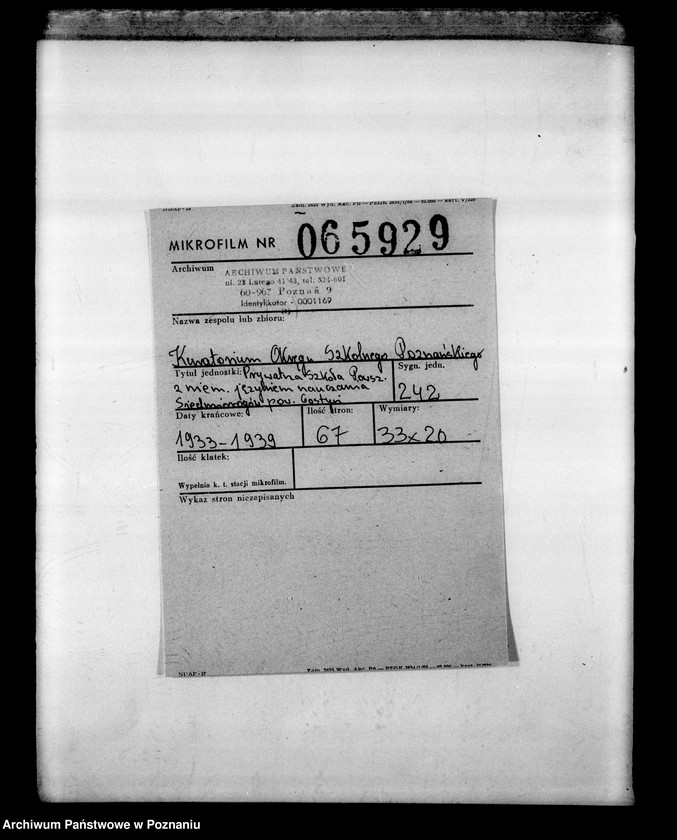 MIKROFILM NR 065929
Archiwum
ARCHIWUM PAŃSTWOWE
ul. 23 Lutego 41/43, tel. 524-601
60-967 Poznań 9
Identyfikator - 0001169
Nazwa zespołu lub zbioru:
Kuratorium Okręgu Szkolnego Poznańskiego
Tytuł jednostki: Prywatna Szkoła Powsz.
z niem. językiem nauczania
Siedmiorogów pow. Gostyń
Sygn. jedn.
242
Daty krańcowe:
1933-1939
Ilość stron:
67
Wymiary:
33x20
Ilość klatek:
Wypełnia k. t. stacji mikrofilm.
Wykaz stron niezapisanych
Archiwum Państwowe w Poznaniu